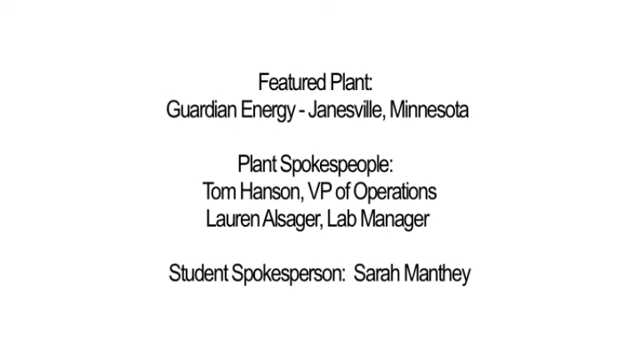 Featured Plant:
Guardian Energy - Janesville, Minnesota
Plant Spokespeople:
Tom Hanson, VP of Operations
Lauren Alsager, Lab Manager
Student Spokesperson: Sarah Manthey